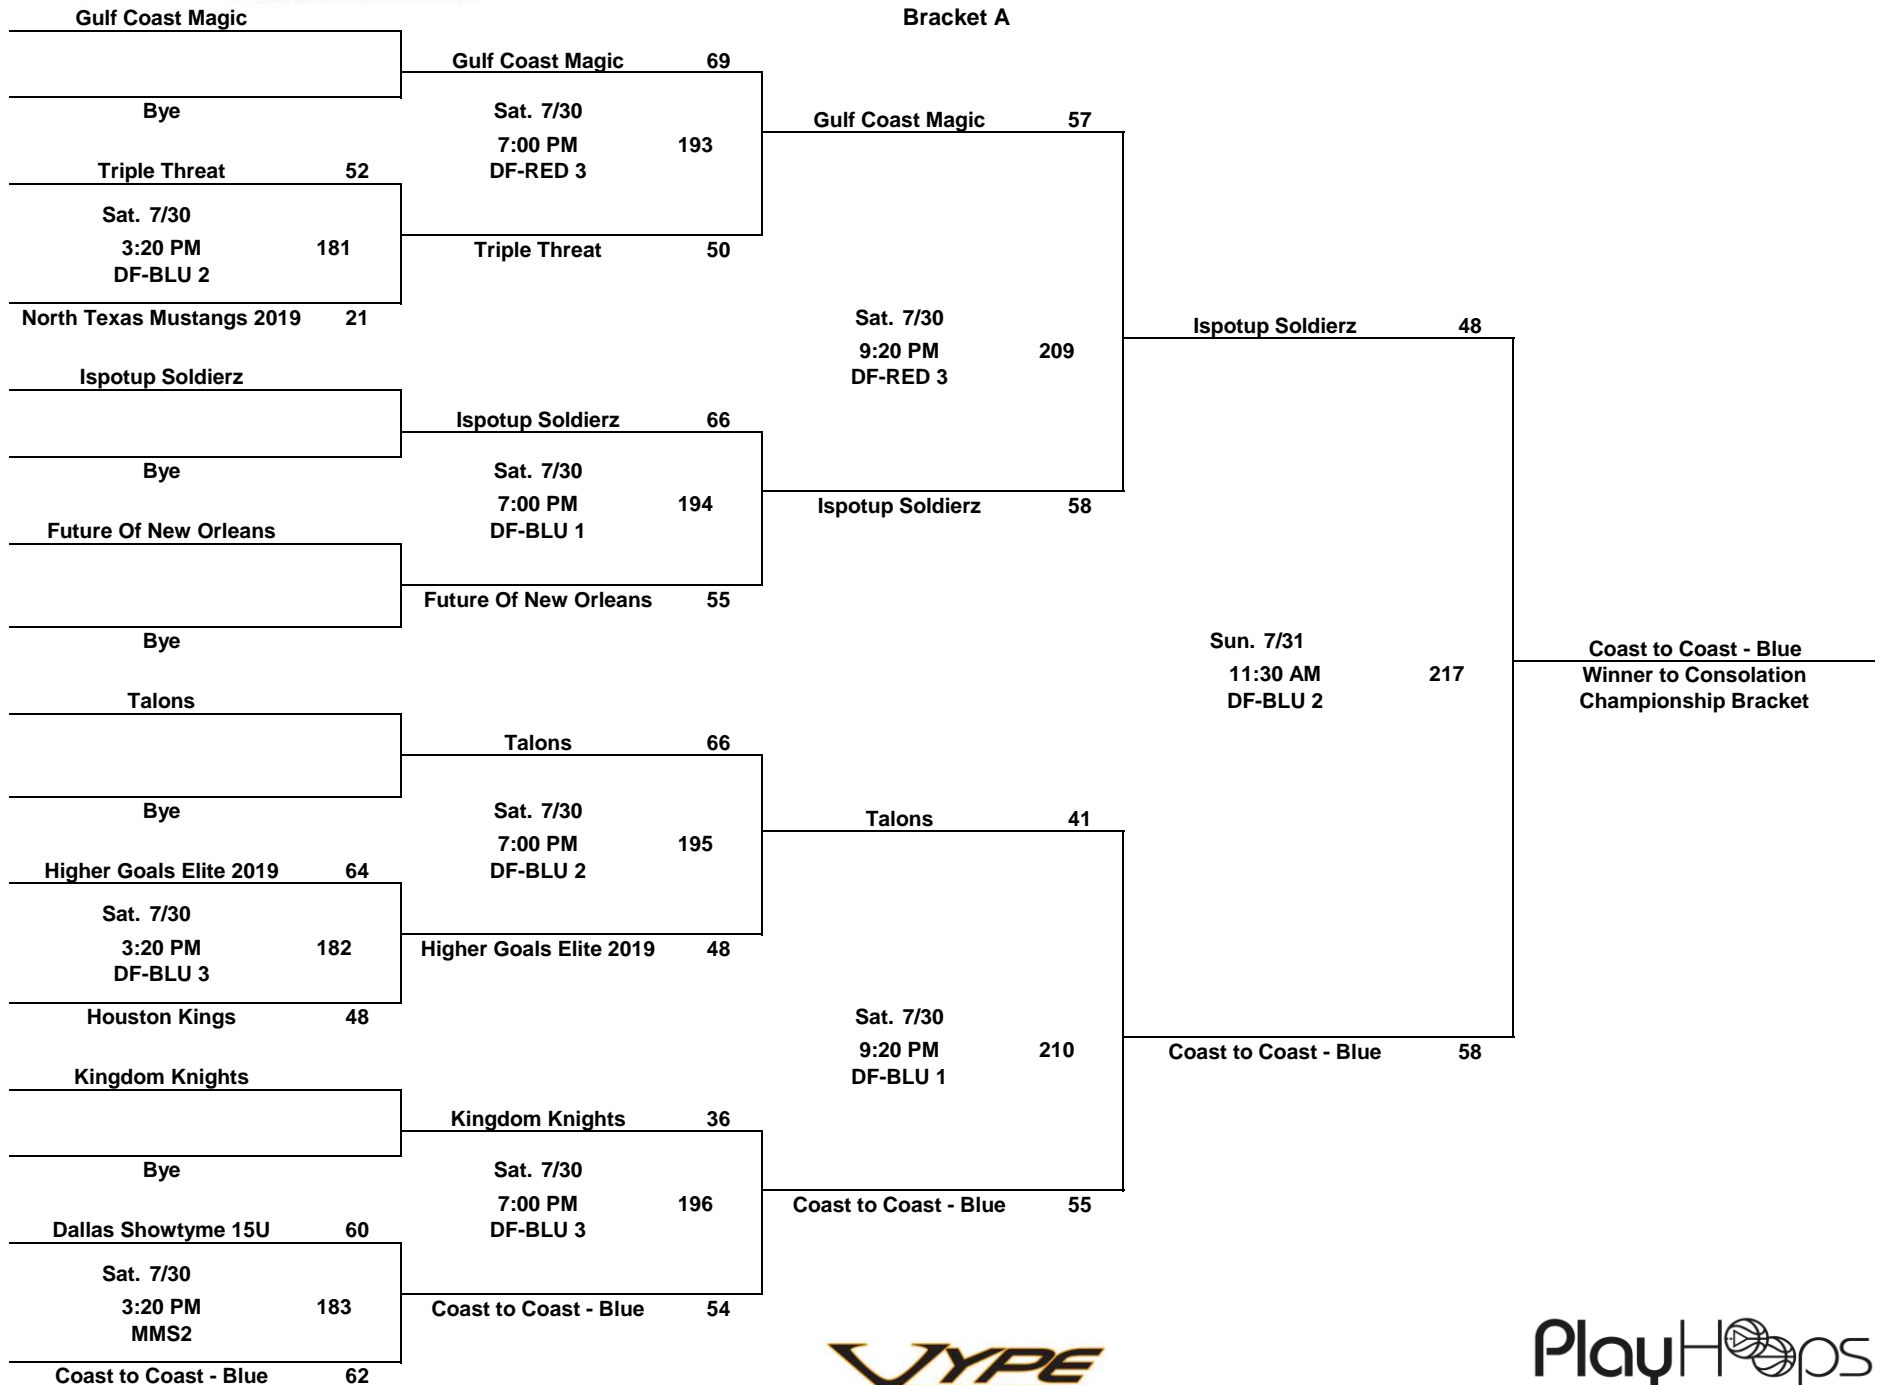 Bracket A
Gulf Coast Magic
Bye
Triple Threat 52
Sat. 7/30
3:20 PM 181
DF-BLU 2
North Texas Mustangs 2019 21
Ispotup Soldierz
Bye
Future Of New Orleans
Bye
Talons
Bye
Higher Goals Elite 2019 64
Sat. 7/30
3:20 PM 182
DF-BLU 3
Houston Kings 48
Kingdom Knights
Bye
Dallas Showtyme 15U 60
Sat. 7/30
3:20 PM 183
MMS2
Coast to Coast - Blue 62
Gulf Coast Magic 69
Sat. 7/30
7:00 PM 193
DF-RED 3
Triple Threat 50
Ispotup Soldierz 66
Sat. 7/30
7:00 PM 194
DF-BLU 1
Future Of New Orleans 55
Talons 66
Sat. 7/30
7:00 PM 195
DF-BLU 2
Higher Goals Elite 2019 48
Kingdom Knights 36
Sat. 7/30
7:00 PM 196
DF-BLU 3
Coast to Coast - Blue 54
Gulf Coast Magic 57
Sat. 7/30
9:20 PM 209
DF-RED 3
Ispotup Soldierz 58
Talons 41
Sat. 7/30
9:20 PM 210
DF-BLU 1
Coast to Coast - Blue 55
Ispotup Soldierz 48
Sun. 7/31
11:30 AM 217
DF-BLU 2
Coast to Coast - Blue 58
Coast to Coast - Blue
Winner to Consolation
Championship Bracket
VYPE
PlayHoops